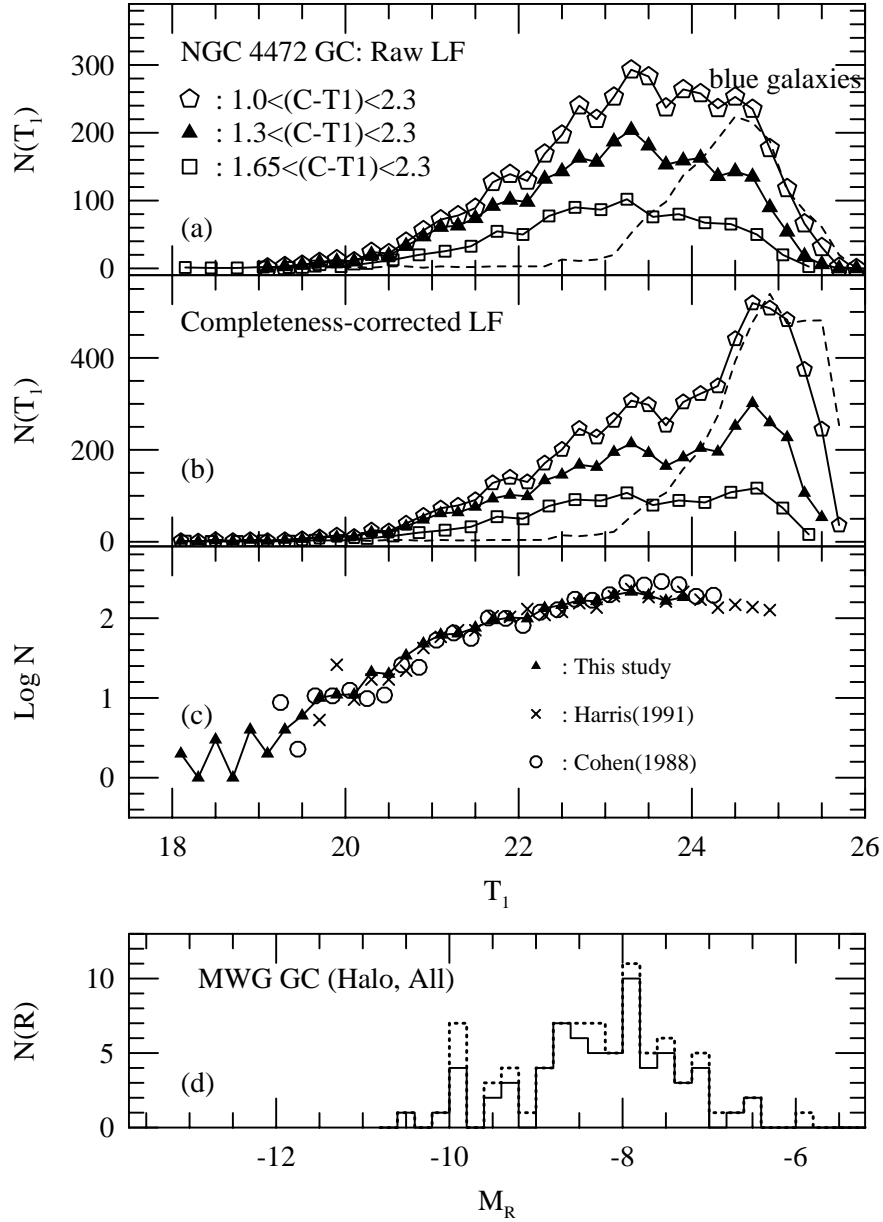 NGC 4472 GC: Raw LF
blue galaxies
: 1.0<(C-T1)<2.3
: 1.3<(C-T1)<2.3
: 1.65<(C-T1)<2.3
(a)
N(T₁)
300
200
100
0
Completeness-corrected LF
(b)
N(T₁)
400
200
0
(c)
Log N
2
1
0
: This study
: Harris(1991)
: Cohen(1988)
18 20 22 24 26
T₁
MWG GC (Halo, All)
(d)
N(R)
10
5
0
-12 -10 -8 -6
M_R